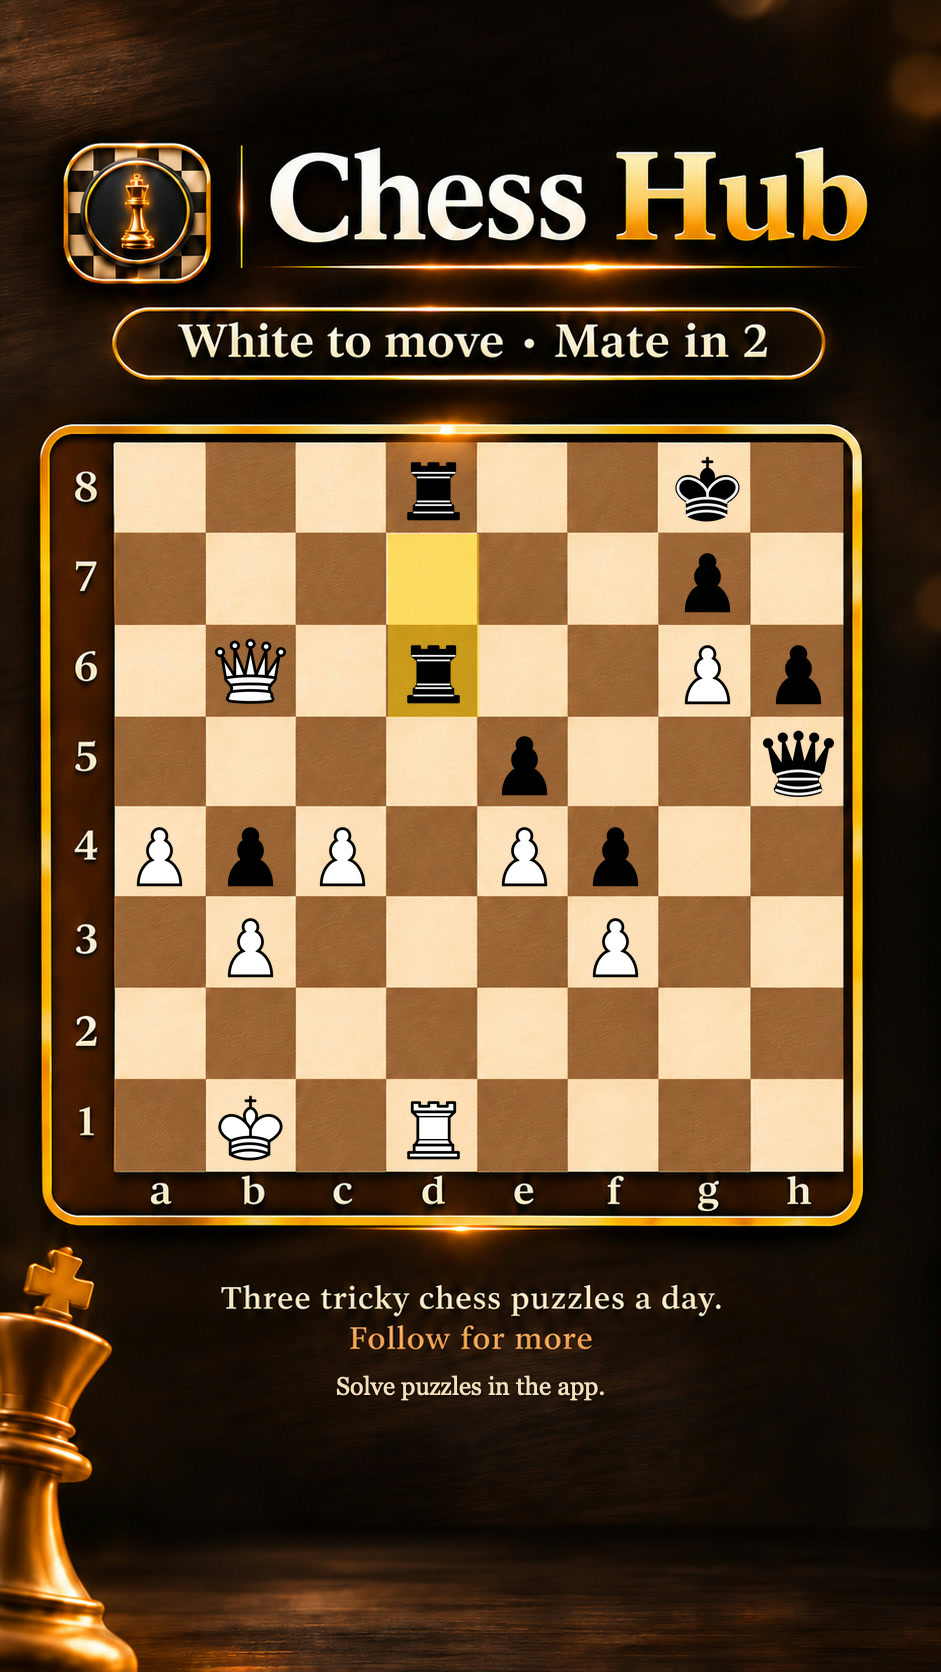 Chess Hub
White to move · Mate in 2
8
7
6
5
4
3
2
1
a b c d e f g h
Three tricky chess puzzles a day.
Follow for more
Solve puzzles in the app.